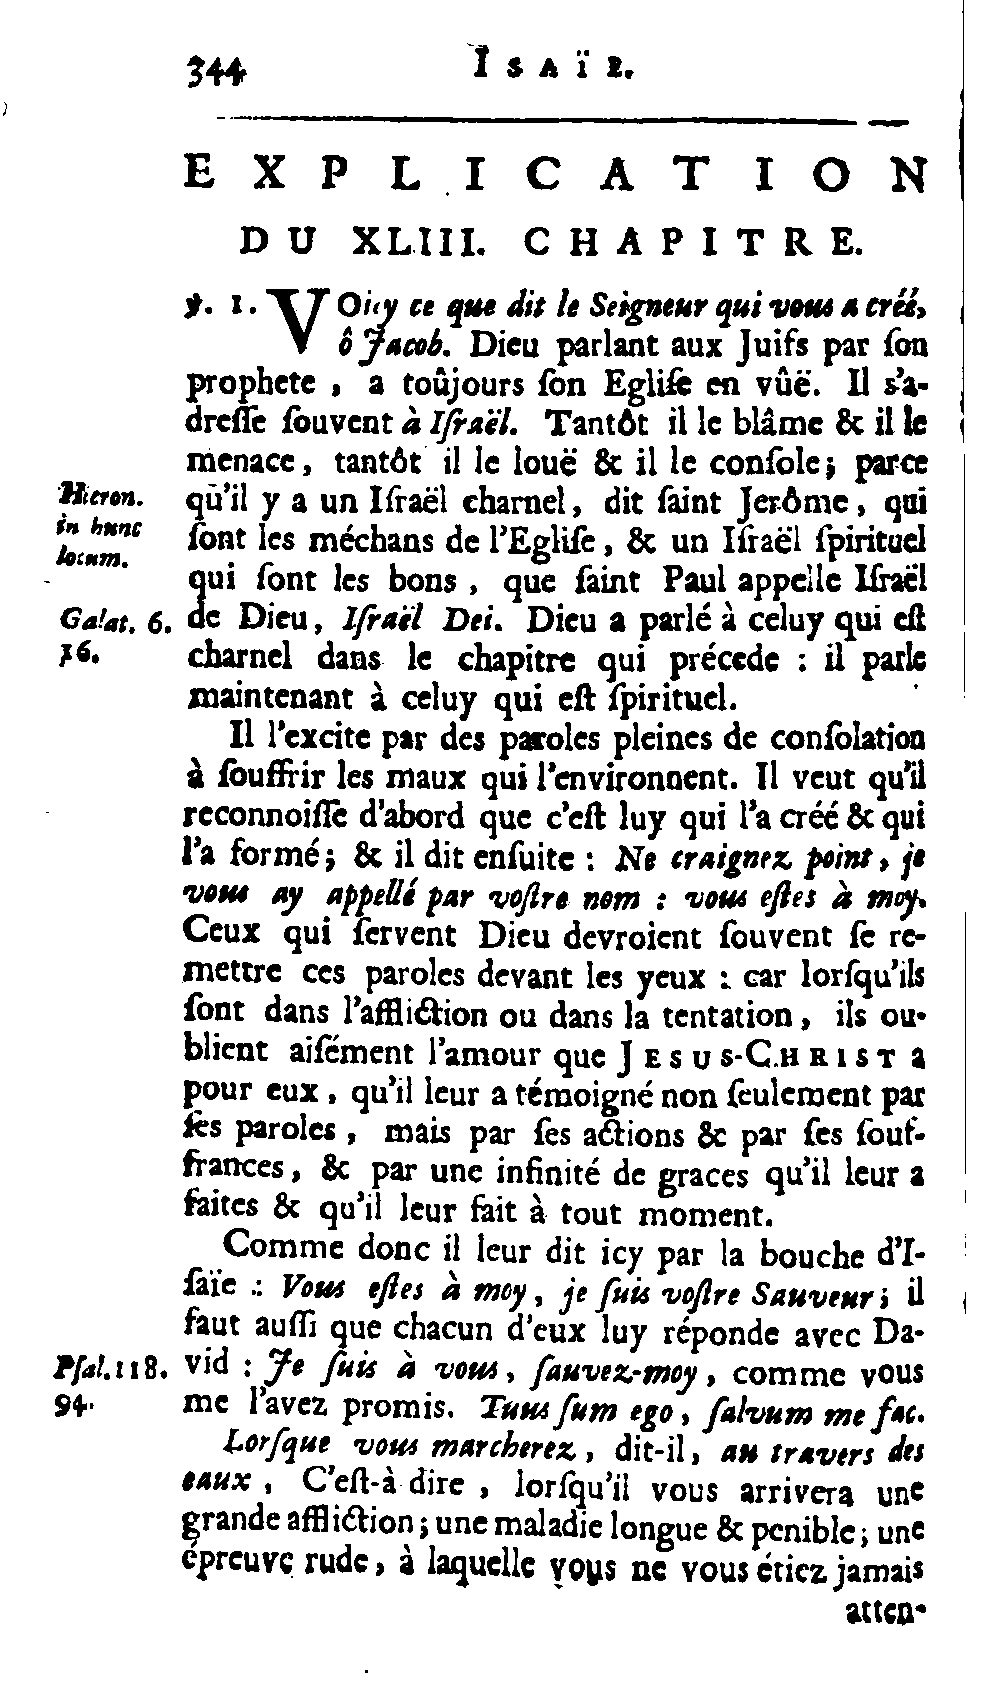 344 ISAÏE.
EXPLICATION
DU XLIII. CHAPITRE.
℣. 1. VOicy ce que dit le Seigneur qui vous a créé,
ô Jacob. Dieu parlant aux Juifs par ſon
prophete, a toûjours ſon Egliſe en vûë. Il s'a-
dreſſe ſouvent à Iſraël. Tantôt il le blâme & il le
menace, tantôt il le louë & il le conſole; parce
Hieron.
in hunc
locum.
qu'il y a un Iſraël charnel, dit ſaint Jerôme, qui
ſont les méchans de l'Egliſe, & un Iſraël ſpirituel
qui ſont les bons, que ſaint Paul appelle Iſraël
Galat. 6.
16.
de Dieu, Iſraël Dei. Dieu a parlé à celuy qui eſt
charnel dans le chapitre qui précede : il parle
maintenant à celuy qui eſt ſpirituel.
Il l'excite par des paroles pleines de conſolation
à ſouffrir les maux qui l'environnent. Il veut qu'il
reconnoiſſe d'abord que c'eſt luy qui l'a créé & qui
l'a formé; & il dit enſuite : Ne craignez point, je
vous ay appellé par voſtre nom : vous eſtes à moy.
Ceux qui ſervent Dieu devroient ſouvent ſe re-
mettre ces paroles devant les yeux : car lorſqu'ils
ſont dans l'affliction ou dans la tentation, ils ou-
blient aiſément l'amour que JESUS-CHRIST a
pour eux, qu'il leur a témoigné non ſeulement par
ſes paroles, mais par ſes actions & par ſes ſouf-
frances, & par une infinité de graces qu'il leur a
faites & qu'il leur fait à tout moment.
Comme donc il leur dit icy par la bouche d'I-
ſaïe : Vous eſtes à moy, je ſuis voſtre Sauveur; il
faut auſſi que chacun d'eux luy réponde avec Da-
Pſal. 118.
94.
vid : Je ſuis à vous, ſauvez-moy, comme vous
me l'avez promis. Tuus ſum ego, ſalvum me fac.
Lorſque vous marcherez, dit-il, au travers des
eaux, C'eſt-à dire, lorſqu'il vous arrivera une
grande affliction; une maladie longue & penible; une
épreuve rude, à laquelle vous ne vous étiez jamais
atten-